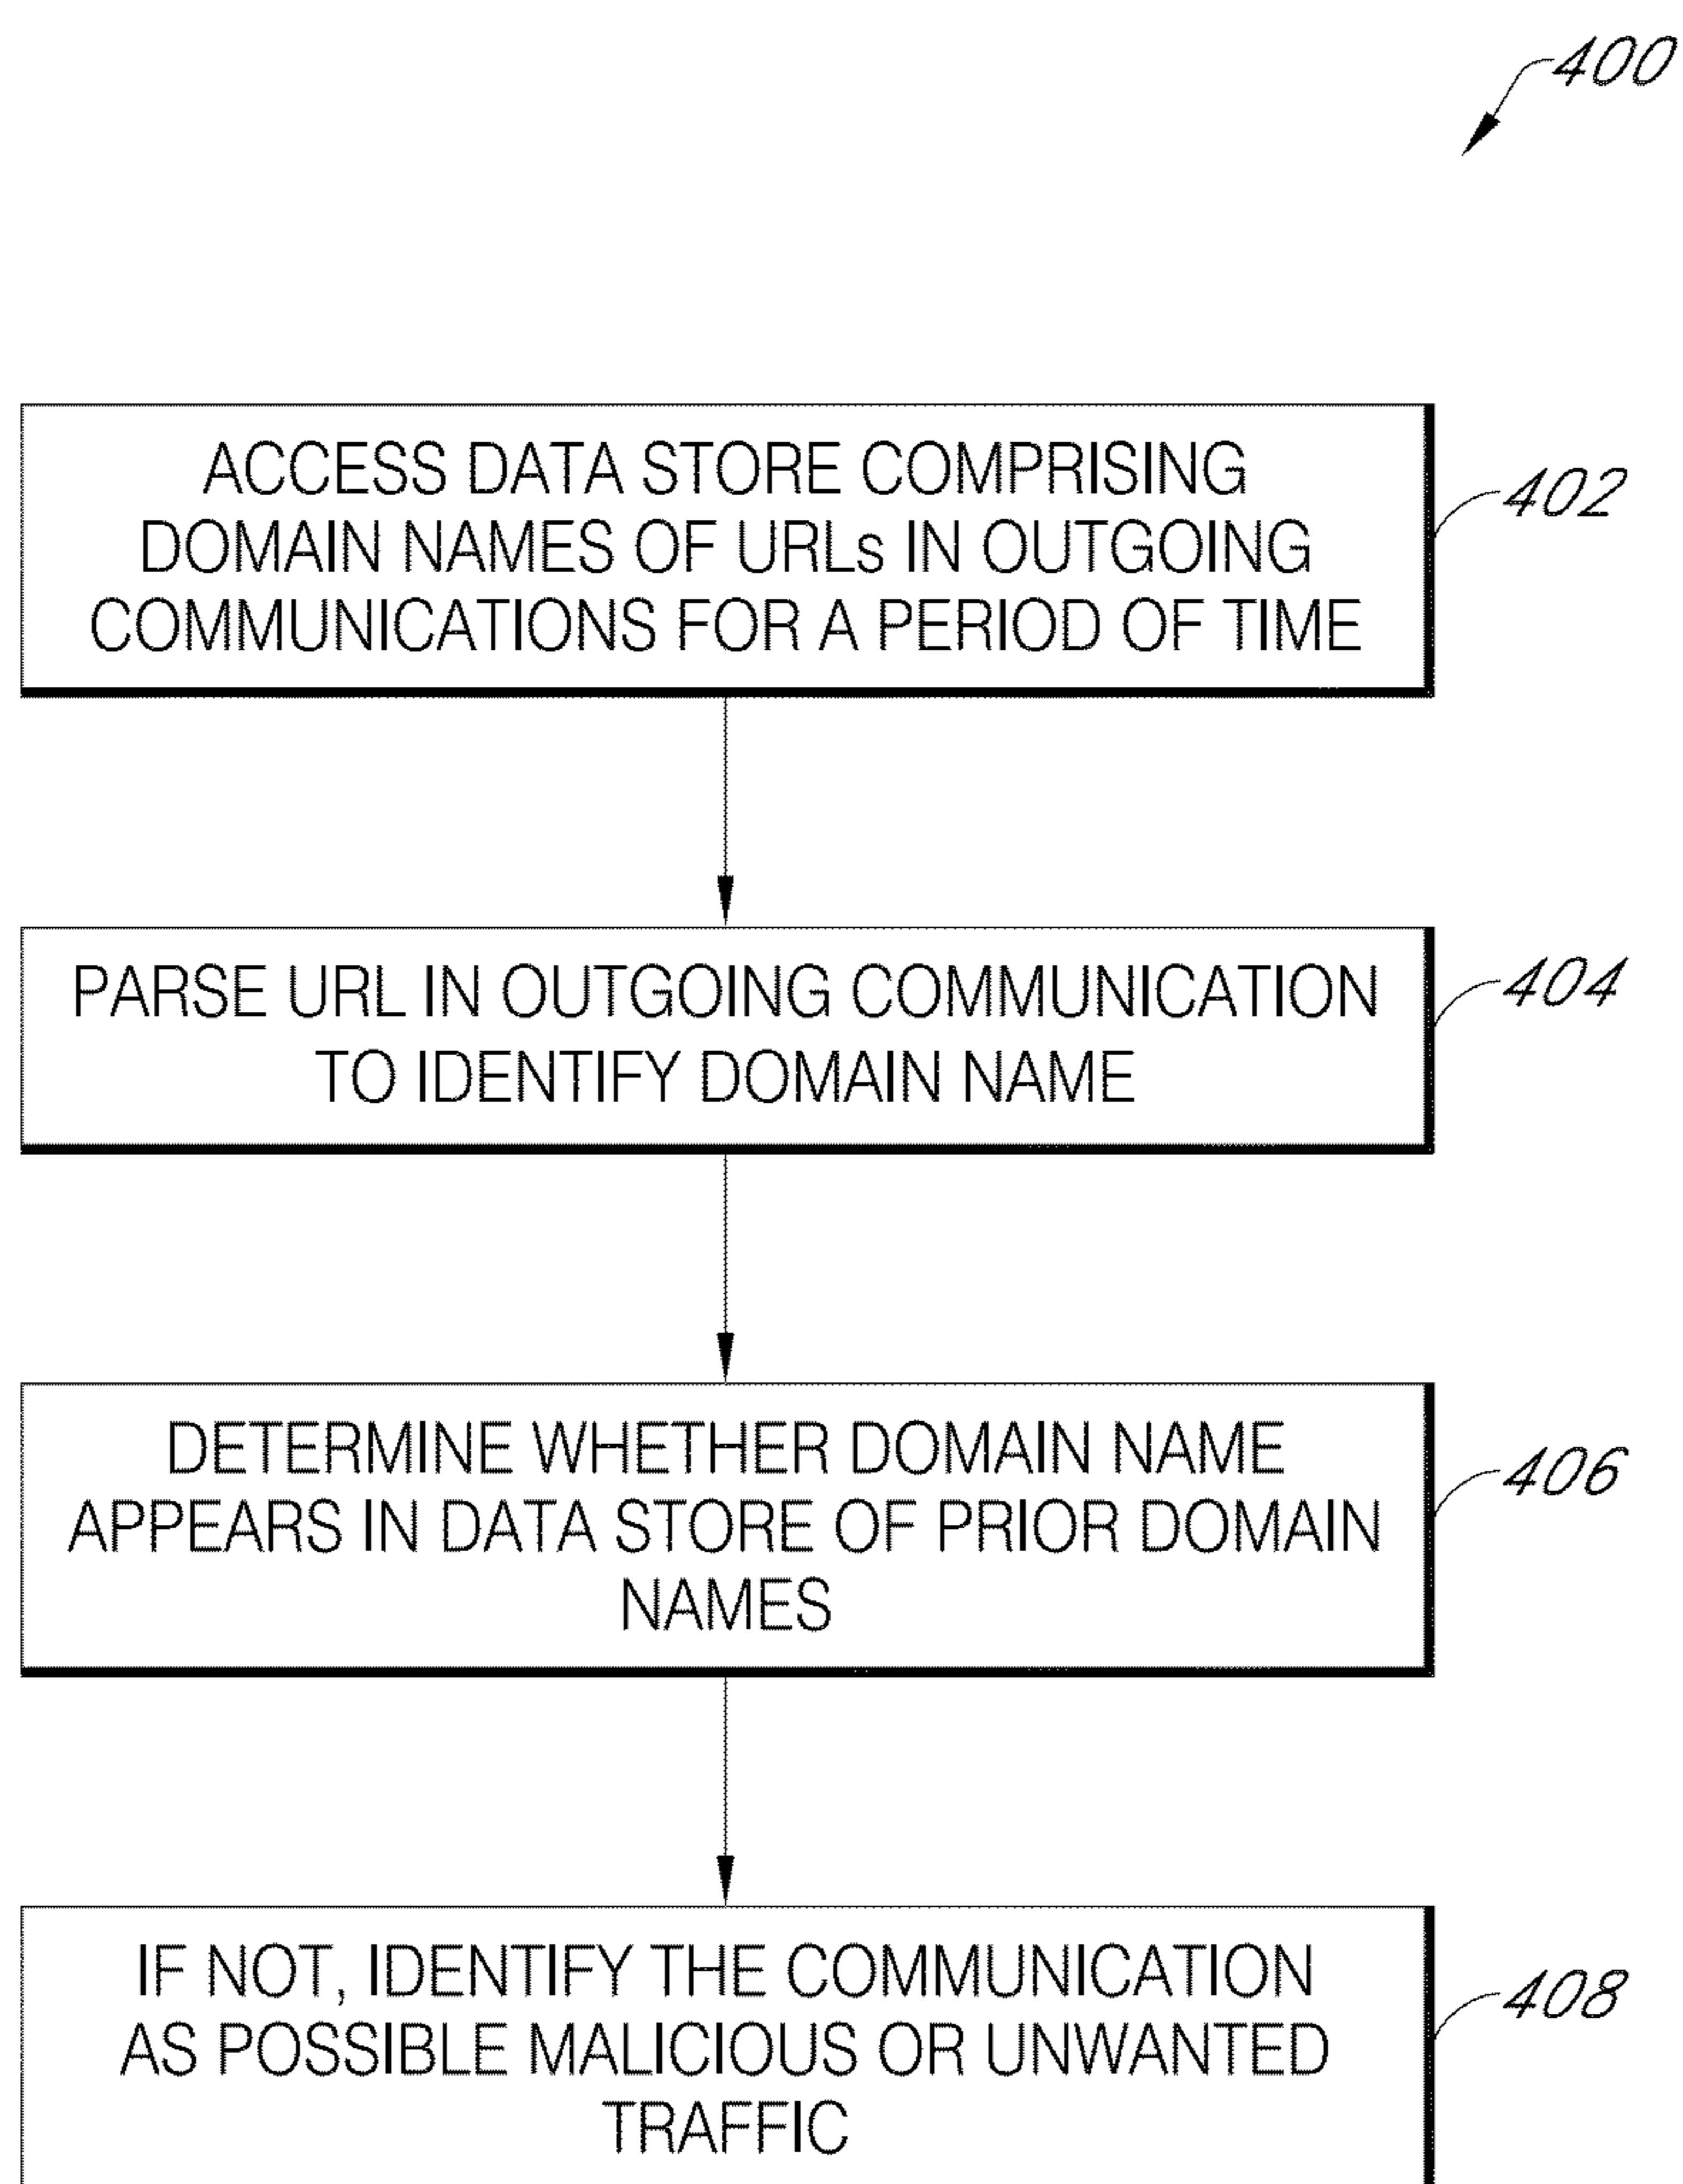 400
ACCESS DATA STORE COMPRISING
DOMAIN NAMES OF URLs IN OUTGOING
COMMUNICATIONS FOR A PERIOD OF TIME
402
PARSE URL IN OUTGOING COMMUNICATION
TO IDENTIFY DOMAIN NAME
404
DETERMINE WHETHER DOMAIN NAME
APPEARS IN DATA STORE OF PRIOR DOMAIN
NAMES
406
IF NOT, IDENTIFY THE COMMUNICATION
AS POSSIBLE MALICIOUS OR UNWANTED
TRAFFIC
408